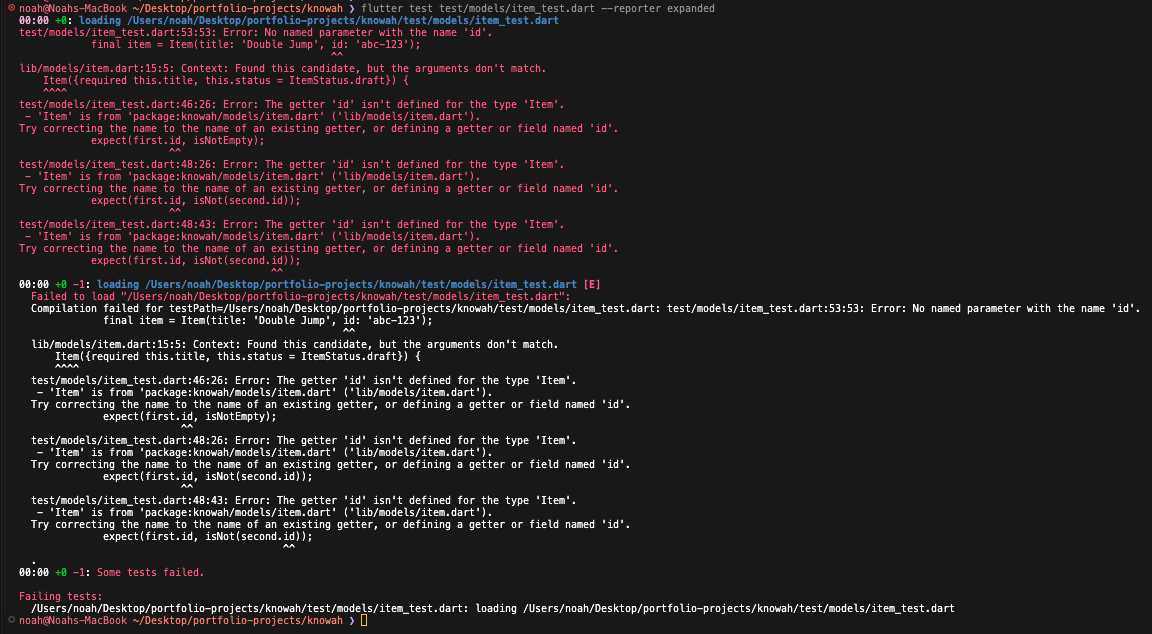 noah@Noahs-MacBook ~/Desktop/portfolio-projects/knowah ❯ flutter test test/models/item_test.dart --reporter expanded
00:00 +0: loading /Users/noah/Desktop/portfolio-projects/knowah/test/models/item_test.dart
test/models/item_test.dart:53:53: Error: No named parameter with the name 'id'.
final item = Item(title: 'Double Jump', id: 'abc-123');
^^
lib/models/item.dart:15:5: Context: Found this candidate, but the arguments don't match.
Item({required this.title, this.status = ItemStatus.draft}) {
^^^^
test/models/item_test.dart:46:26: Error: The getter 'id' isn't defined for the type 'Item'.
- 'Item' is from 'package:knowah/models/item.dart' ('lib/models/item.dart').
Try correcting the name to the name of an existing getter, or defining a getter or field named 'id'.
expect(first.id, isNotEmpty);
^^
test/models/item_test.dart:48:26: Error: The getter 'id' isn't defined for the type 'Item'.
- 'Item' is from 'package:knowah/models/item.dart' ('lib/models/item.dart').
Try correcting the name to the name of an existing getter, or defining a getter or field named 'id'.
expect(first.id, isNot(second.id));
^^
test/models/item_test.dart:48:43: Error: The getter 'id' isn't defined for the type 'Item'.
- 'Item' is from 'package:knowah/models/item.dart' ('lib/models/item.dart').
Try correcting the name to the name of an existing getter, or defining a getter or field named 'id'.
expect(first.id, isNot(second.id));
^^
00:00 +0 -1: loading /Users/noah/Desktop/portfolio-projects/knowah/test/models/item_test.dart [E]
Failed to load "/Users/noah/Desktop/portfolio-projects/knowah/test/models/item_test.dart":
Compilation failed for testPath=/Users/noah/Desktop/portfolio-projects/knowah/test/models/item_test.dart: test/models/item_test.dart:53:53: Error: No named parameter with the name 'id'.
final item = Item(title: 'Double Jump', id: 'abc-123');
^^
lib/models/item.dart:15:5: Context: Found this candidate, but the arguments don't match.
Item({required this.title, this.status = ItemStatus.draft}) {
^^^^
test/models/item_test.dart:46:26: Error: The getter 'id' isn't defined for the type 'Item'.
- 'Item' is from 'package:knowah/models/item.dart' ('lib/models/item.dart').
Try correcting the name to the name of an existing getter, or defining a getter or field named 'id'.
expect(first.id, isNotEmpty);
^^
test/models/item_test.dart:48:26: Error: The getter 'id' isn't defined for the type 'Item'.
- 'Item' is from 'package:knowah/models/item.dart' ('lib/models/item.dart').
Try correcting the name to the name of an existing getter, or defining a getter or field named 'id'.
expect(first.id, isNot(second.id));
^^
test/models/item_test.dart:48:43: Error: The getter 'id' isn't defined for the type 'Item'.
- 'Item' is from 'package:knowah/models/item.dart' ('lib/models/item.dart').
Try correcting the name to the name of an existing getter, or defining a getter or field named 'id'.
expect(first.id, isNot(second.id));
^^
.
00:00 +0 -1: Some tests failed.
Failing tests:
/Users/noah/Desktop/portfolio-projects/knowah/test/models/item_test.dart: loading /Users/noah/Desktop/portfolio-projects/knowah/test/models/item_test.dart
noah@Noahs-MacBook ~/Desktop/portfolio-projects/knowah ❯